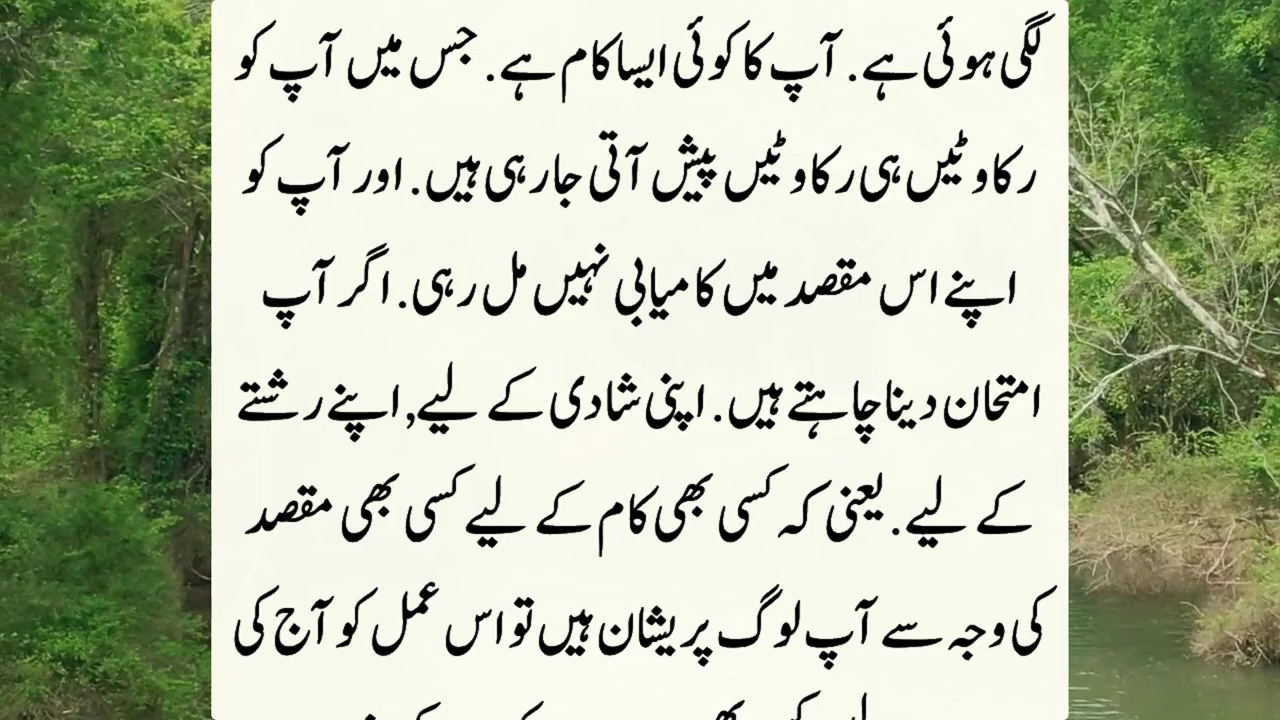 لگی ہوئی ہے. آپ کا کوئی ایسا کام ہے. جس میں آپ کو
رکاوٹیں ہی رکاوٹیں پیش آتی جا رہی ہیں. اور آپ کو
اپنے اس مقصد میں کامیابی نہیں مل رہی. اگر آپ
امتحان دینا چاہتے ہیں. اپنی شادی کے لیے, اپنے رشتے
کے لیے. یعنی کہ کسی بھی کام کے لیے کسی بھی مقصد
کی وجہ سے آپ لوگ پریشان ہیں تو اس عمل کو آج کی